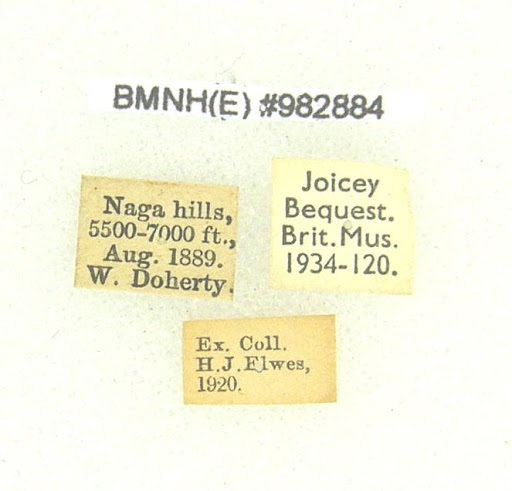 BMNH(E) #982884
Naga hills,
5500-7000 ft.,
Aug. 1889.
W. Doherty.
Joicey
Bequest.
Brit. Mus.
1934-120.
Ex. Coll.
H.J. Elwes,
1920.